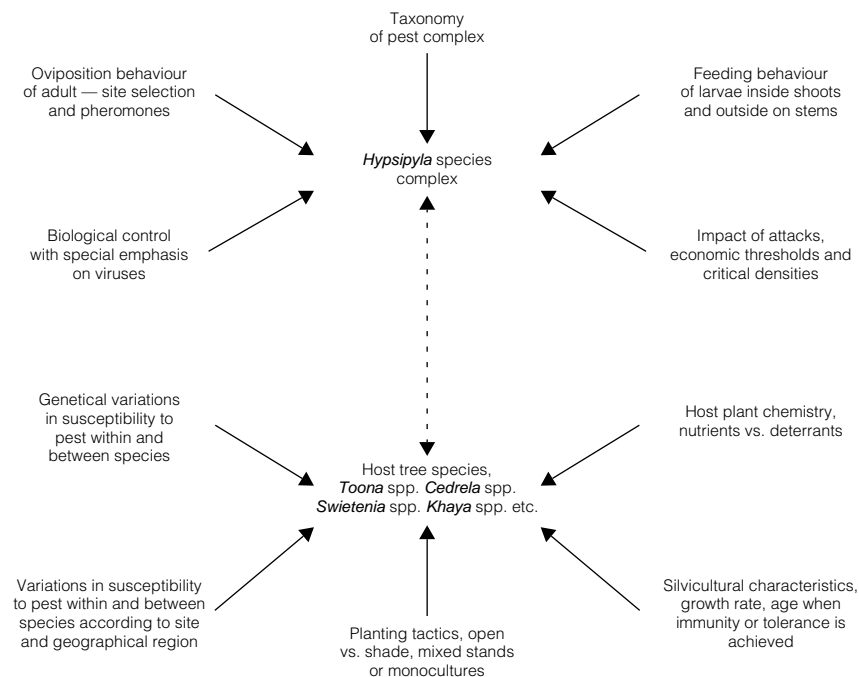 Taxonomy
of pest complex
Oviposition behaviour
of adult — site selection
and pheromones
Feeding behaviour
of larvae inside shoots
and outside on stems
Hypsipyla species
complex
Biological control
with special emphasis
on viruses
Impact of attacks,
economic thresholds and
critical densities
Genetical variations
in susceptibility to
pest within and
between species
Host plant chemistry,
nutrients vs. deterrants
Host tree species,
Toona spp. Cedrela spp.
Swietenia spp. Khaya spp. etc.
Variations in susceptibility
to pest within and between
species according to site
and geographical region
Planting tactics, open
vs. shade, mixed stands
or monocultures
Silvicultural characteristics,
growth rate, age when
immunity or tolerance is
achieved